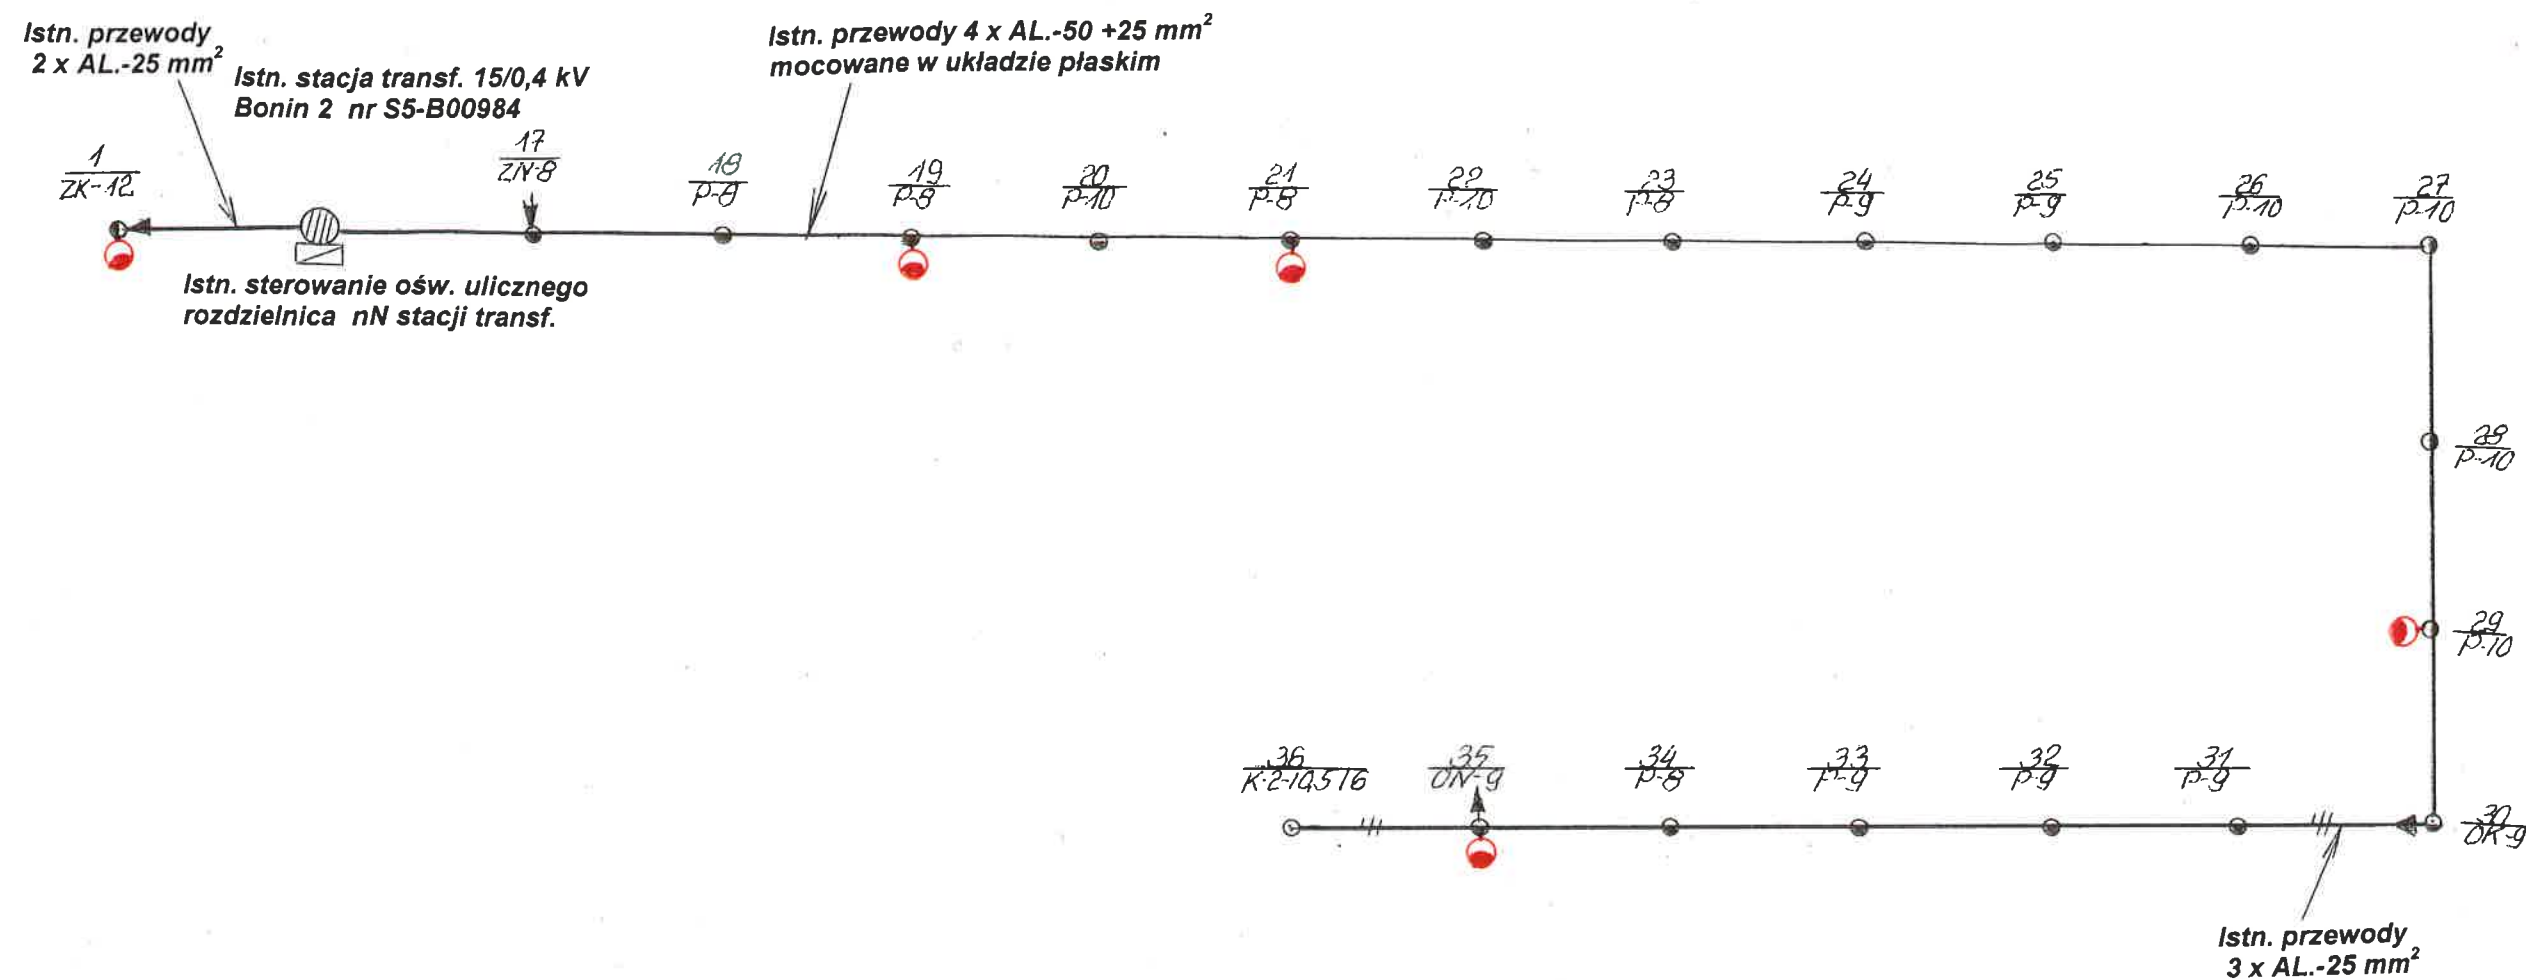 Istn. przewody
2 x AL.-25 mm²
Istn. stacja transf. 15/0,4 kV
Bonin 2 nr S5-B00984
Istn. przewody 4 x AL.-50 +25 mm²
mocowane w układzie płaskim
1
ZK-12
17
ZN-8
18
19
P-8
20
P-10
21
P-8
22
P-10
23
P-8
24
P-9
25
P-9
26
P-10
27
P-10
Istn. sterowanie ośw. ulicznego
rozdzielnica nN stacji transf.
28
P-10
29
P-10
36
35
ON-9
34
P-8
33
P-9
32
P-9
31
P-9
30
OK-9
Istn. przewody
3 x AL.-25 mm²